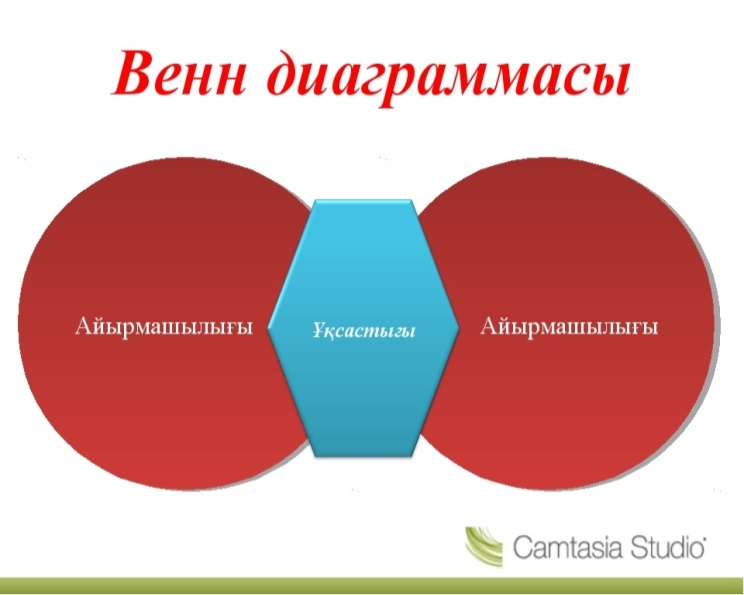 Венн диаграммасы
Айырмашылығы
Ұқсастығы
Айырмашылығы
Camtasia Studio